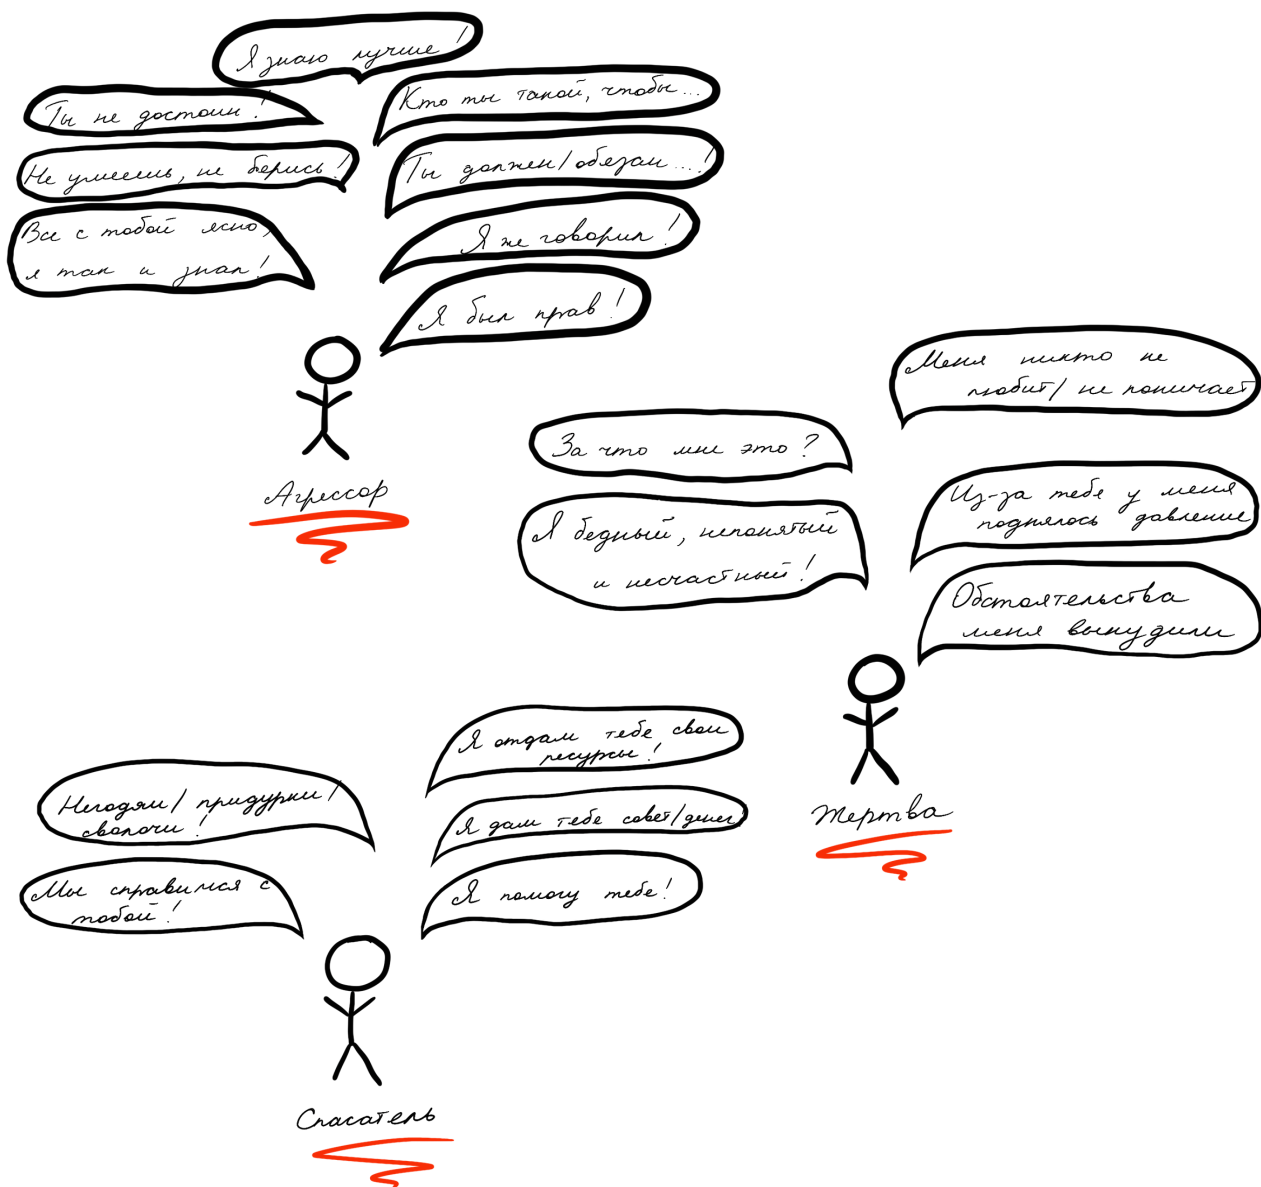 Я знаю лучше!
Ты не достоин!
Не умеешь, не берись!
Все с тобой ясно,
я так и знал!
Кто ты такой, чтобы...
Ты должен/обезан...!
Я же говорил!
Я был прав!
Агрессор
Меня никто не
любит/ не понимает
За что мне это?
Я бедный, непонятый
и несчастный!
Из-за тебе у меня
поднялось давление
Обстоятельства
меня вынудили
Жертва
Я отдам тебе свои
ресурсы!
Негодяи/ придурки/
сволочи!
Я дам тебе совет/денег
Мы справимся с
тобой!
Я помогу тебе!
Спасатель